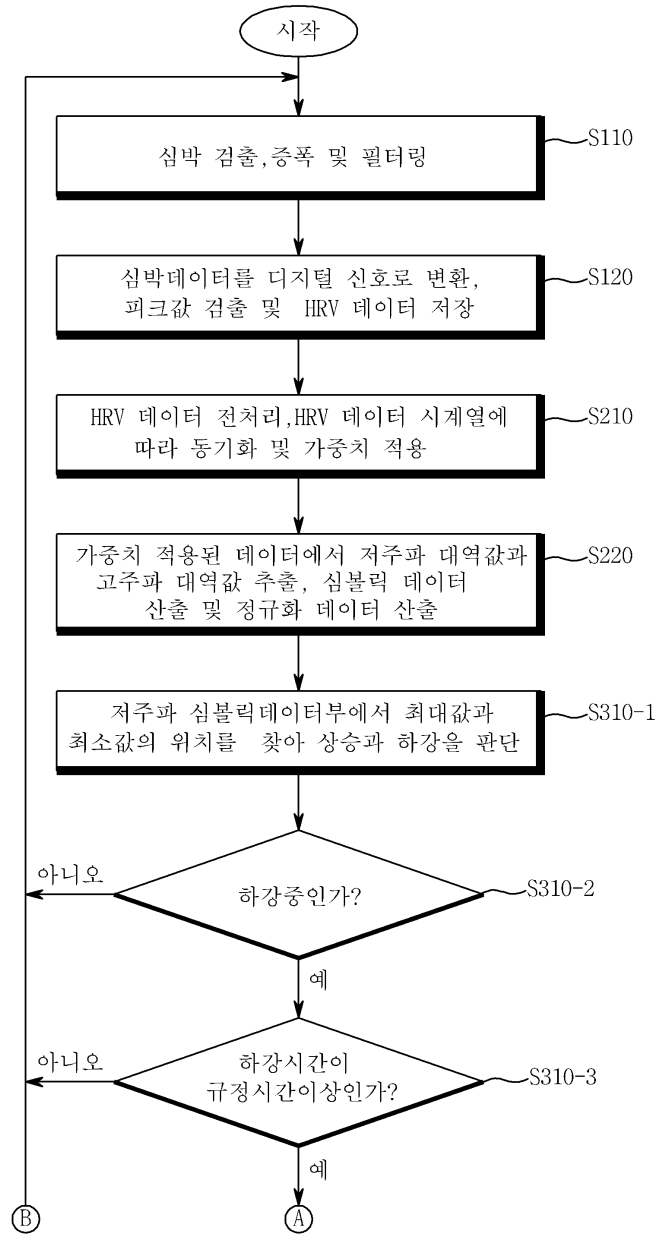 시작
심박 검출,증폭 및 필터링
S110
심박데이터를 디지털 신호로 변환,
피크값 검출 및 HRV 데이터 저장
S120
HRV 데이터 전처리,HRV 데이터 시계열에
따라 동기화 및 가중치 적용
S210
가중치 적용된 데이터에서 저주파 대역값과
고주파 대역값 추출, 심볼릭 데이터
산출 및 정규화 데이터 산출
S220
저주파 심볼릭데이터부에서 최대값과
최소값의 위치를 찾아 상승과 하강을 판단
S310-1
아니오
하강중인가?
S310-2
예
아니오
하강시간이
규정시간이상인가?
S310-3
예
B
A